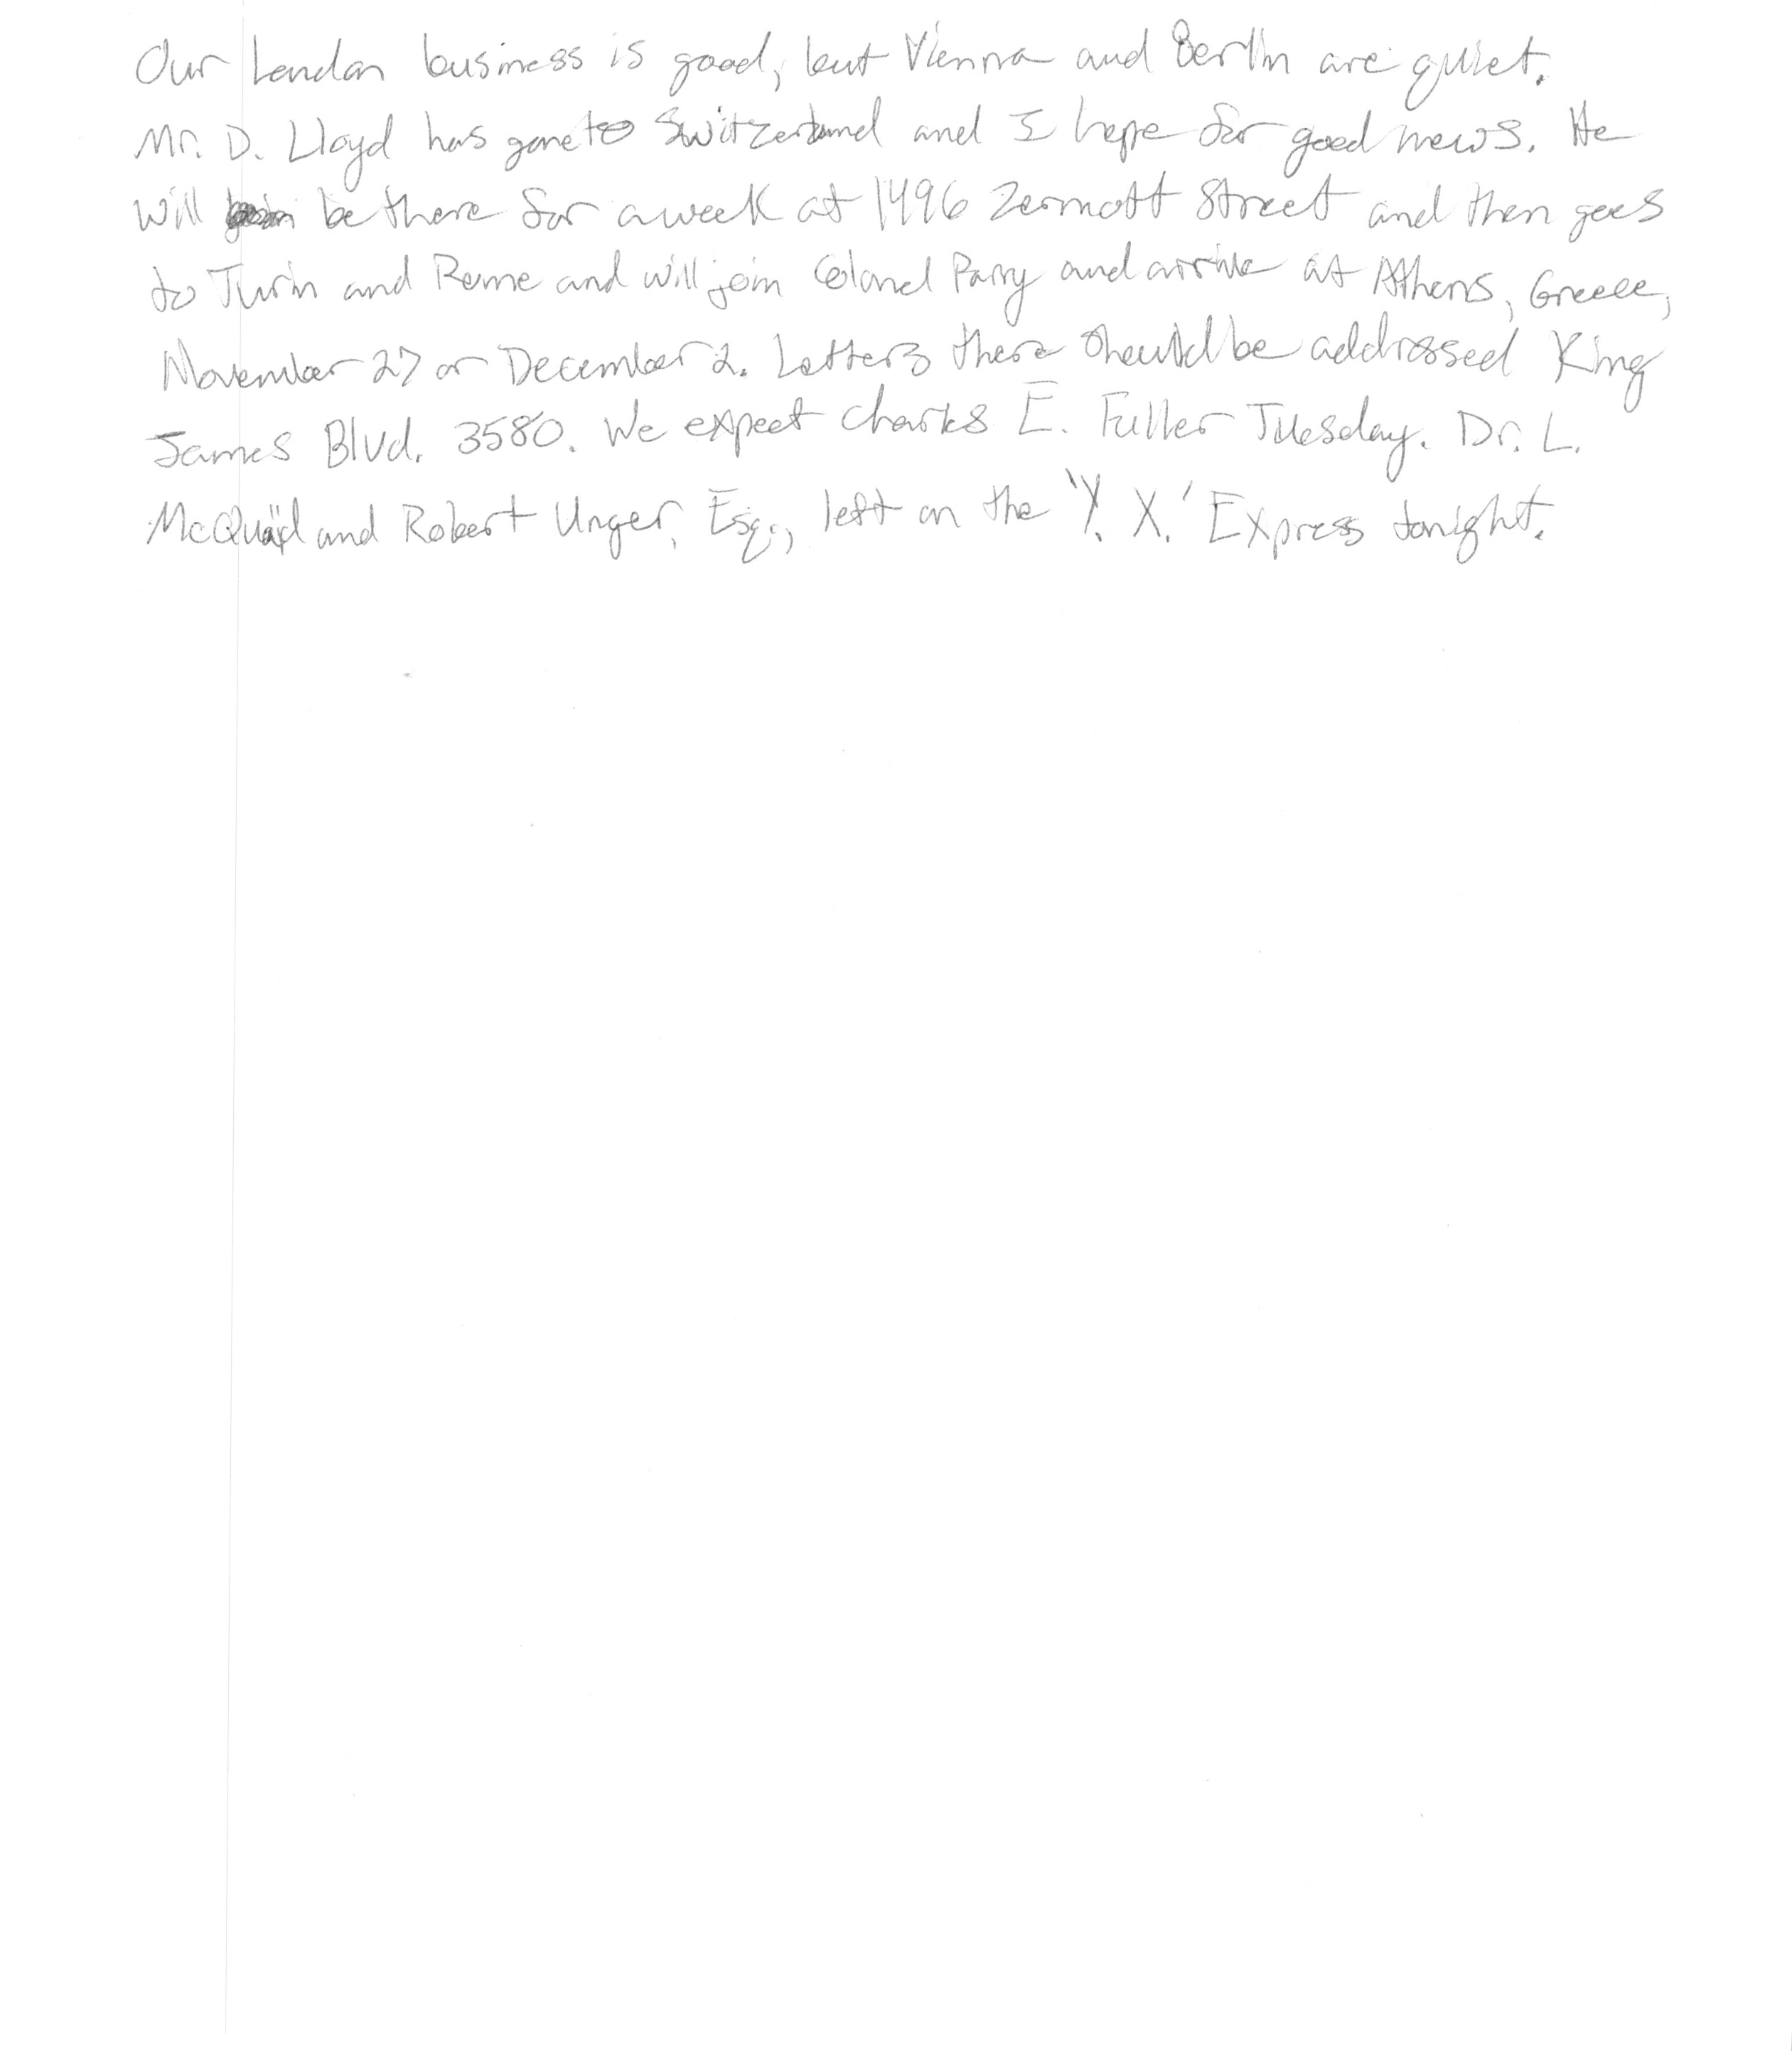 Our London business is good, but Vienna and Berlin are quiet.
Mr. D. Lloyd has gone to Switzerland and I hope for good news. He
will be there for a week at 1496 Zermott Street and then goes
to Turin and Rome and will join Colonel Parry and arrive at Athens, Greece,
November 27 or December 2. Letters there should be addressed King
James Blvd. 3580. We expect Charles E. Fuller Tuesday. Dr. L.
McQuaid and Robert Unger, Esq., left on the 'Y. X.' Express tonight.